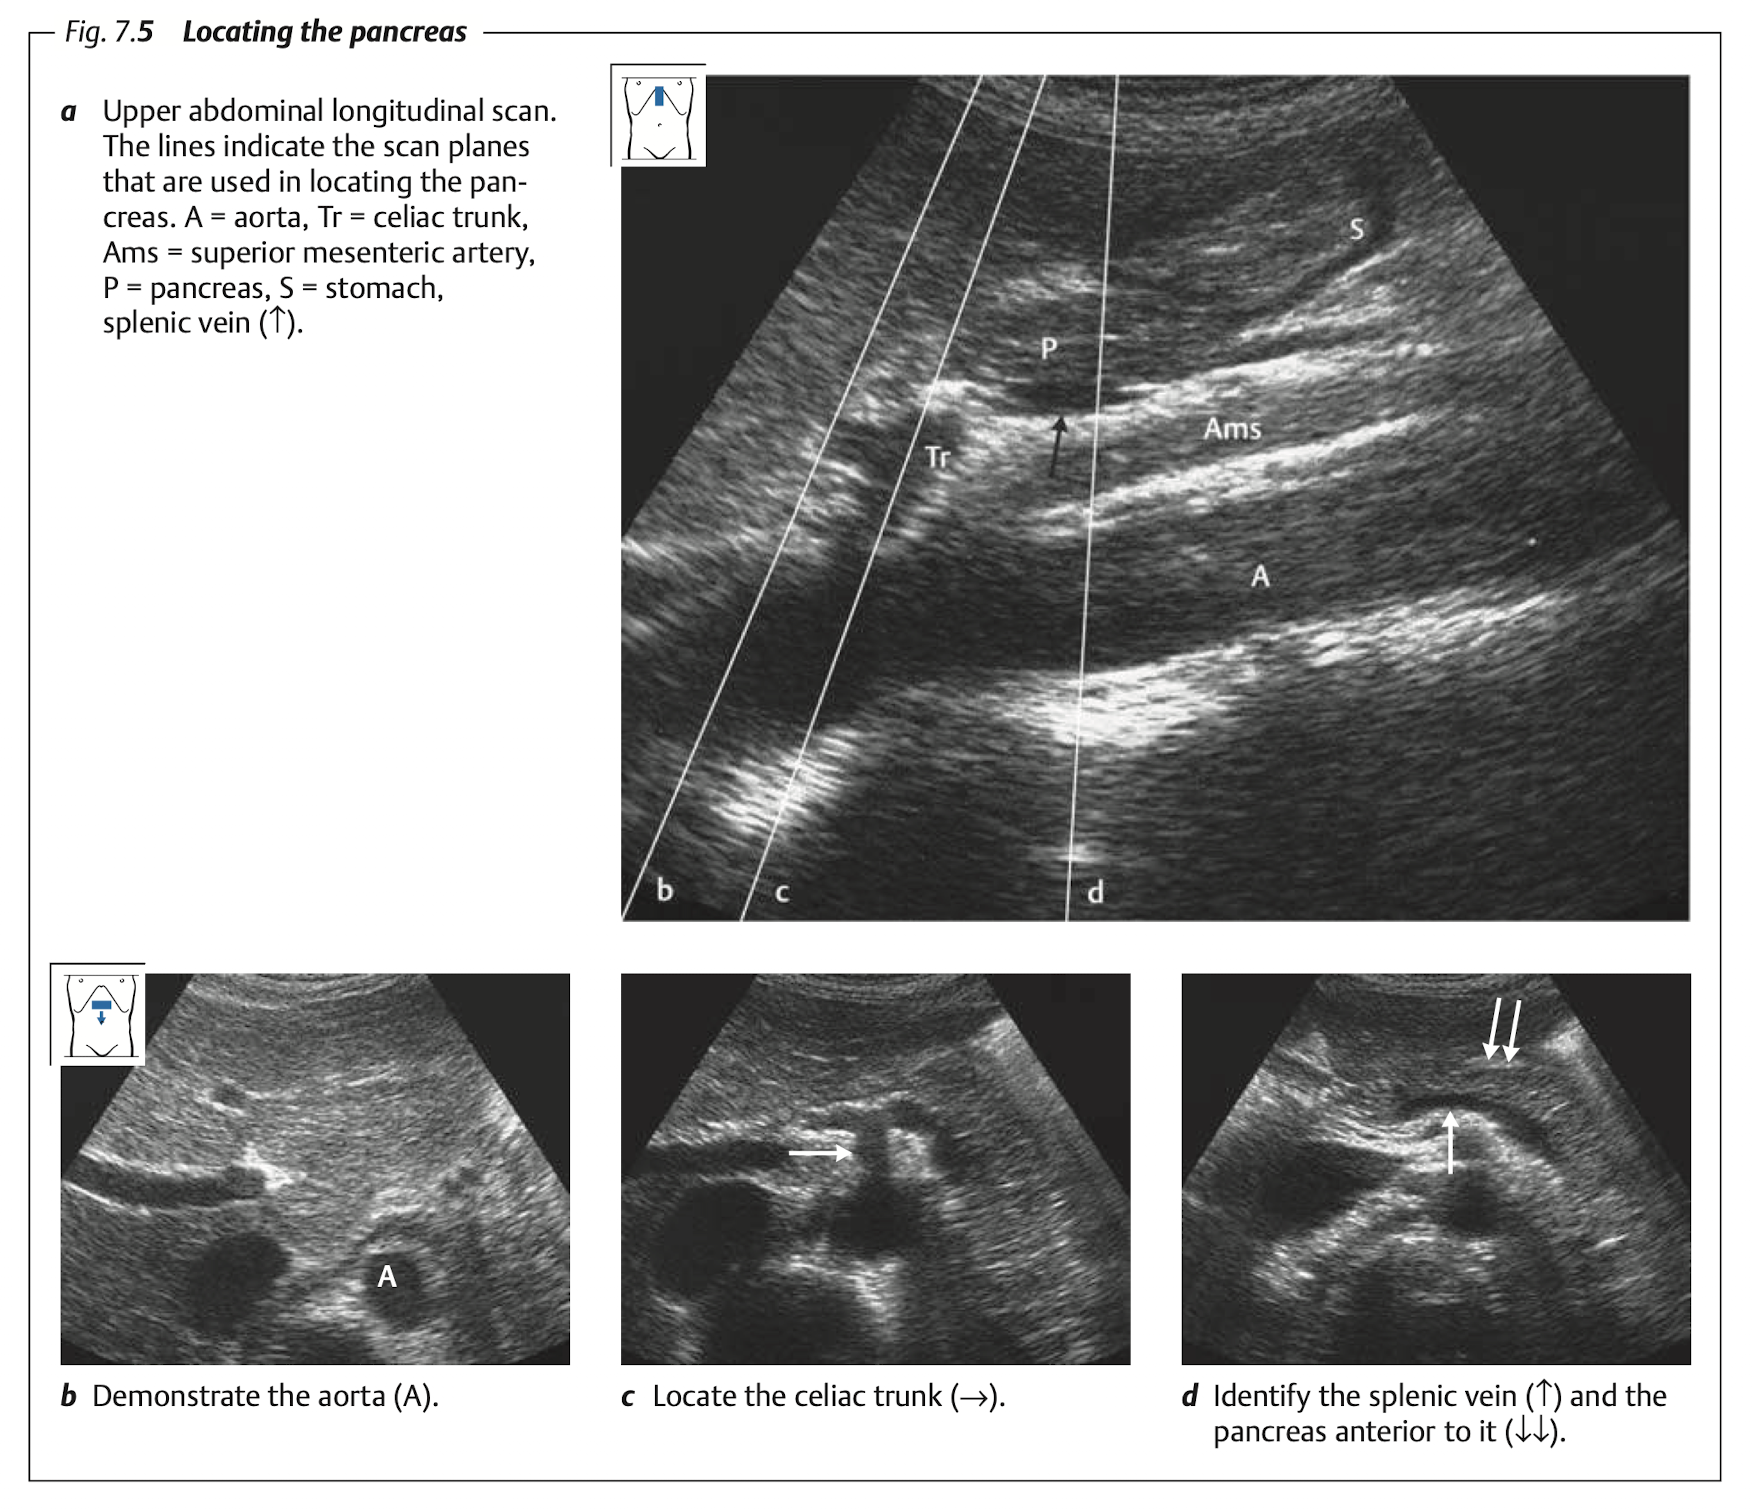 Fig. 7.5 Locating the pancreas
a Upper abdominal longitudinal scan.
The lines indicate the scan planes
that are used in locating the pan-
creas. A = aorta, Tr = celiac trunk,
Ams = superior mesenteric artery,
P = pancreas, S = stomach,
splenic vein (↑).
S
P
Ams
Tr
A
b
c
d
A
b Demonstrate the aorta (A).
c Locate the celiac trunk (→).
d Identify the splenic vein (↑) and the
pancreas anterior to it (↓↓).